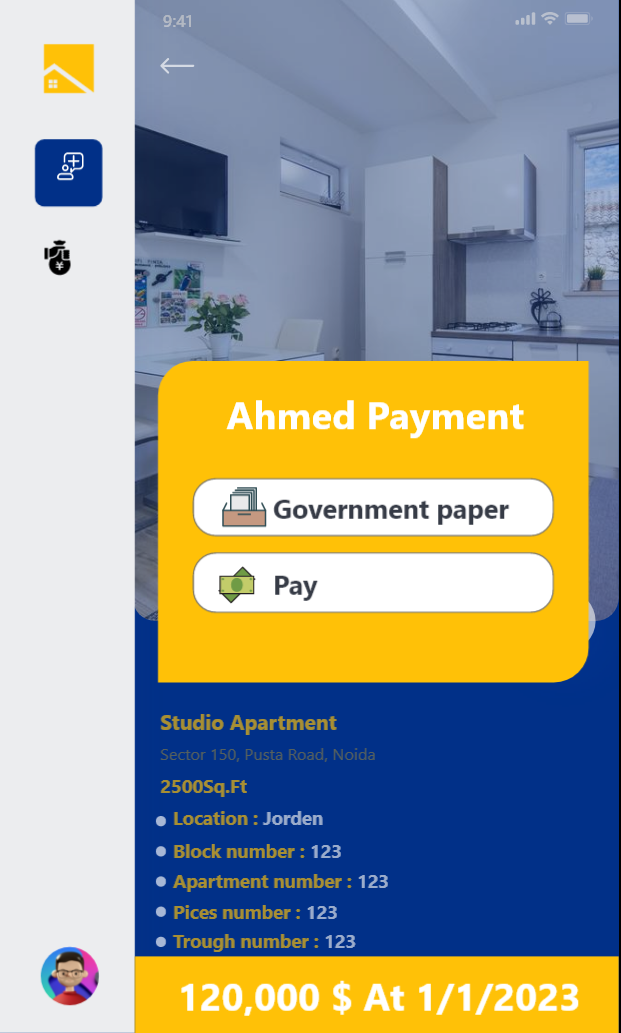 9:41
Ahmed Payment
Government paper
¥
Pay
Studio Apartment
Sector 150, Pusta Road, Noida
2500Sq.Ft
Location : Jorden
Block number : 123
Apartment number : 123
Pices number : 123
Trough number : 123
120,000 $ At 1/1/2023